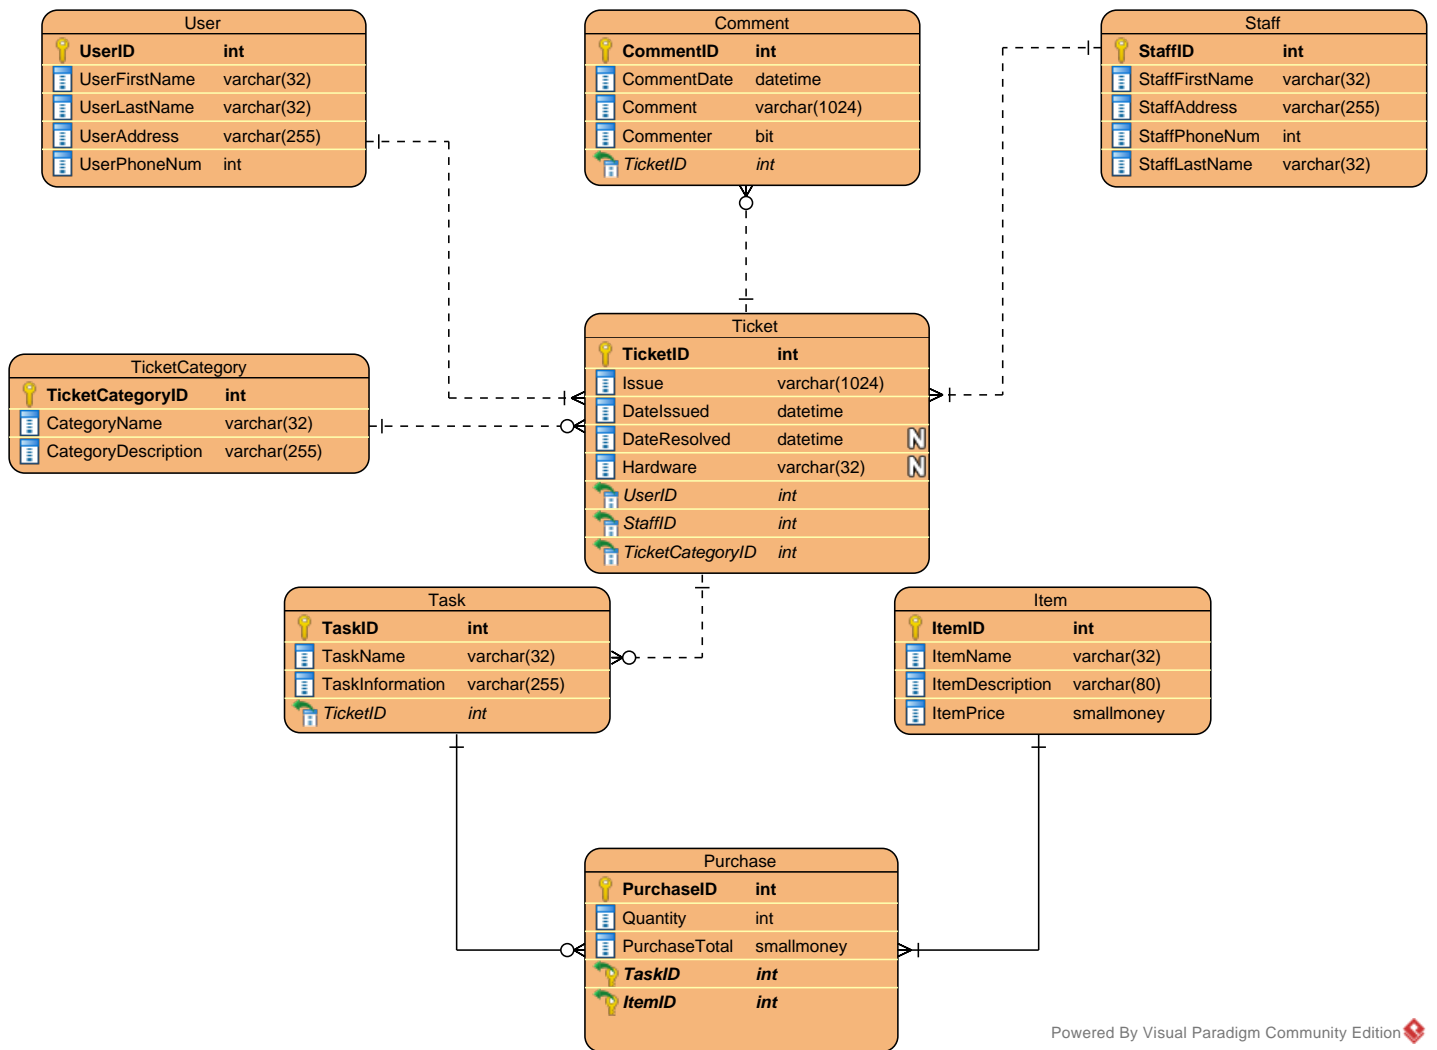 User
UserID int
UserFirstName varchar(32)
UserLastName varchar(32)
UserAddress varchar(255)
UserPhoneNum int
Comment
CommentID int
CommentDate datetime
Comment varchar(1024)
Commenter bit
TicketID int
Staff
StaffID int
StaffFirstName varchar(32)
StaffAddress varchar(255)
StaffPhoneNum int
StaffLastName varchar(32)
TicketCategory
TicketCategoryID int
CategoryName varchar(32)
CategoryDescription varchar(255)
Ticket
TicketID int
Issue varchar(1024)
DateIssued datetime
DateResolved datetime N
Hardware varchar(32) N
UserID int
StaffID int
TicketCategoryID int
Task
TaskID int
TaskName varchar(32)
TaskInformation varchar(255)
TicketID int
Item
ItemID int
ItemName varchar(32)
ItemDescription varchar(80)
ItemPrice smallmoney
Purchase
PurchaseID int
Quantity int
PurchaseTotal smallmoney
TaskID int
ItemID int
Powered By Visual Paradigm Community Edition